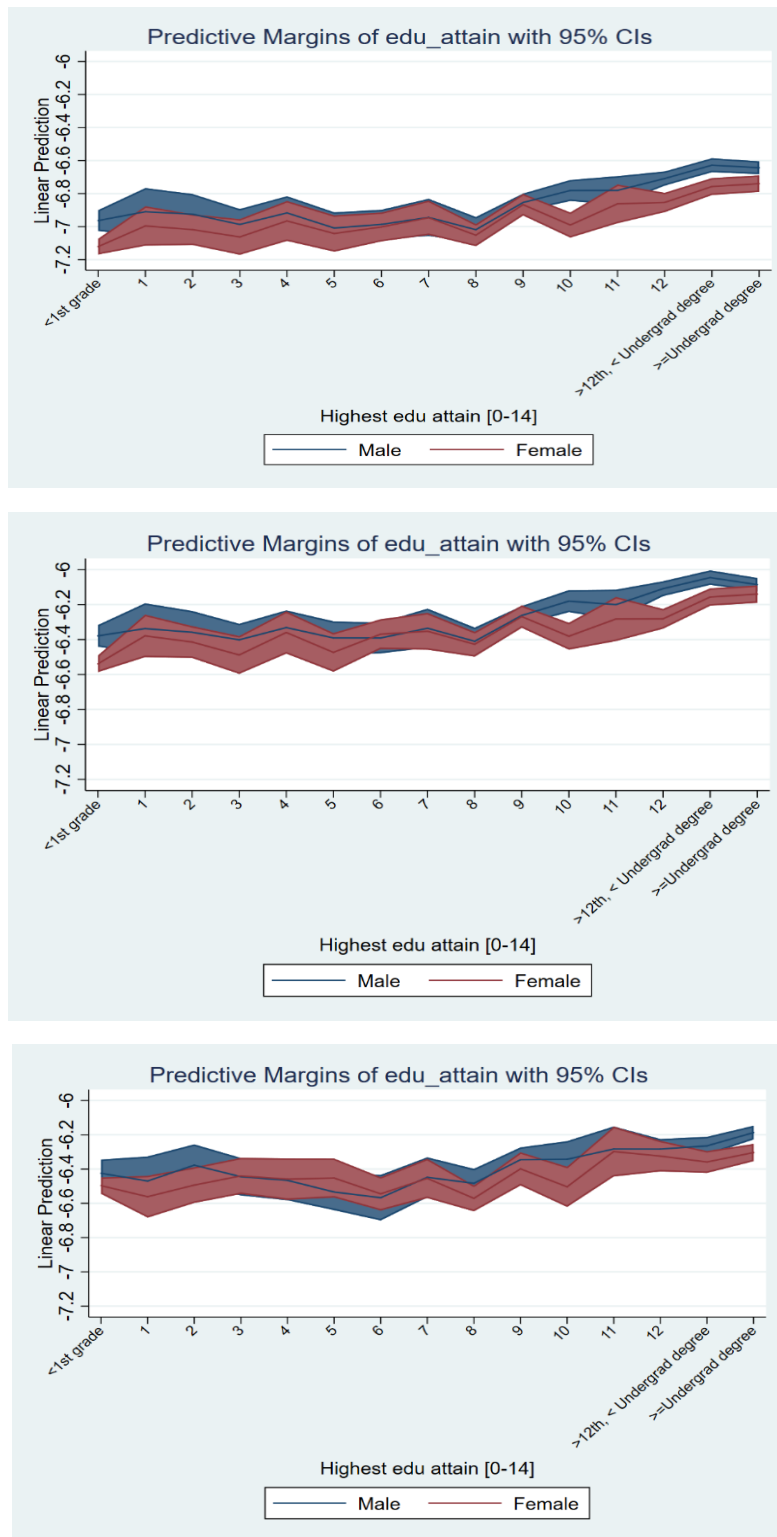 Predictive Margins of edu_attain with 95% CIs
Linear Prediction
-6
-6.2
-6.4
-6.6
-6.8
-7
-7.2
<1st grade
1
2
3
4
5
6
7
8
9
10
11
12
>12th, < Undergrad degree
>=Undergrad degree
Highest edu attain [0-14]
Male Female
Predictive Margins of edu_attain with 95% CIs
Linear Prediction
-6
-6.2
-6.4
-6.6
-6.8
-7
-7.2
<1st grade
1
2
3
4
5
6
7
8
9
10
11
12
>12th, < Undergrad degree
>=Undergrad degree
Highest edu attain [0-14]
Male Female
Predictive Margins of edu_attain with 95% CIs
Linear Prediction
-6
-6.2
-6.4
-6.6
-6.8
-7
-7.2
<1st grade
1
2
3
4
5
6
7
8
9
10
11
12
>12th, < Undergrad degree
>=Undergrad degree
Highest edu attain [0-14]
Male Female